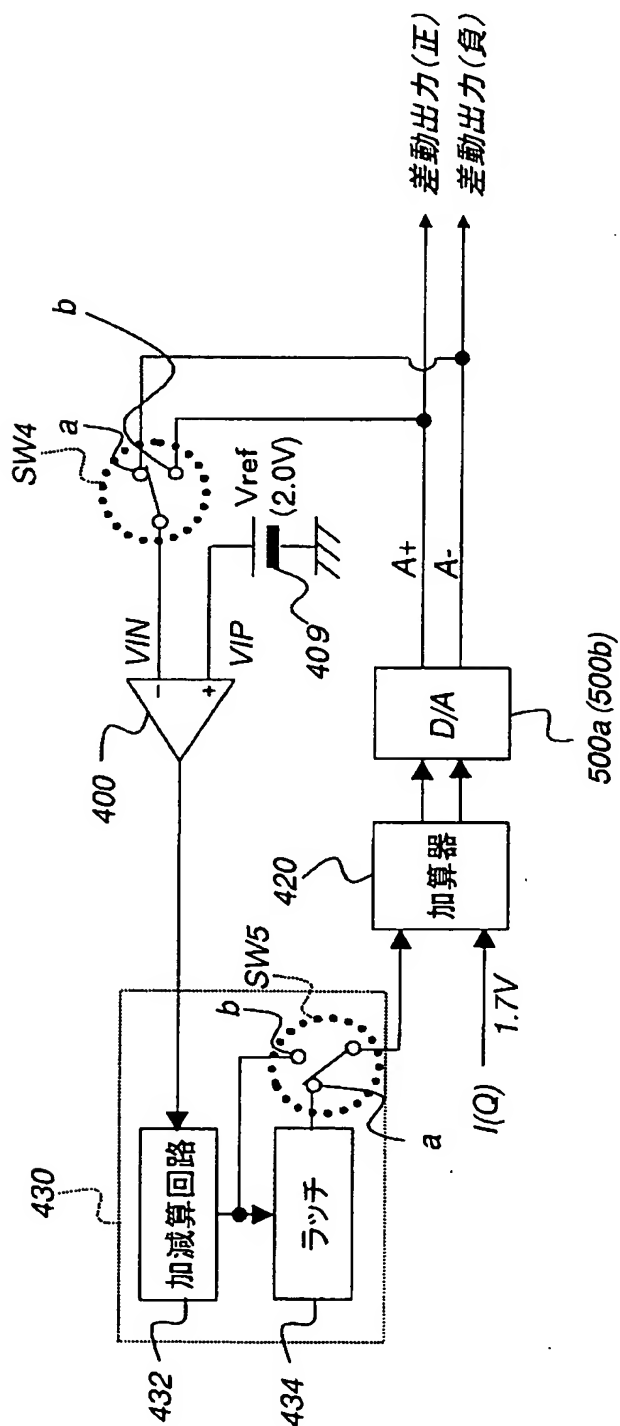 430
432
加減算回路
434
ラッチ
b
SW5
a
400
VIN
VIP
−
+
SW4
a
b
Vref
(2.0V)
409
420
加算器
I(Q)
1.7V
D/A
500a (500b)
A+
A-
差動出力(正)
差動出力(負)